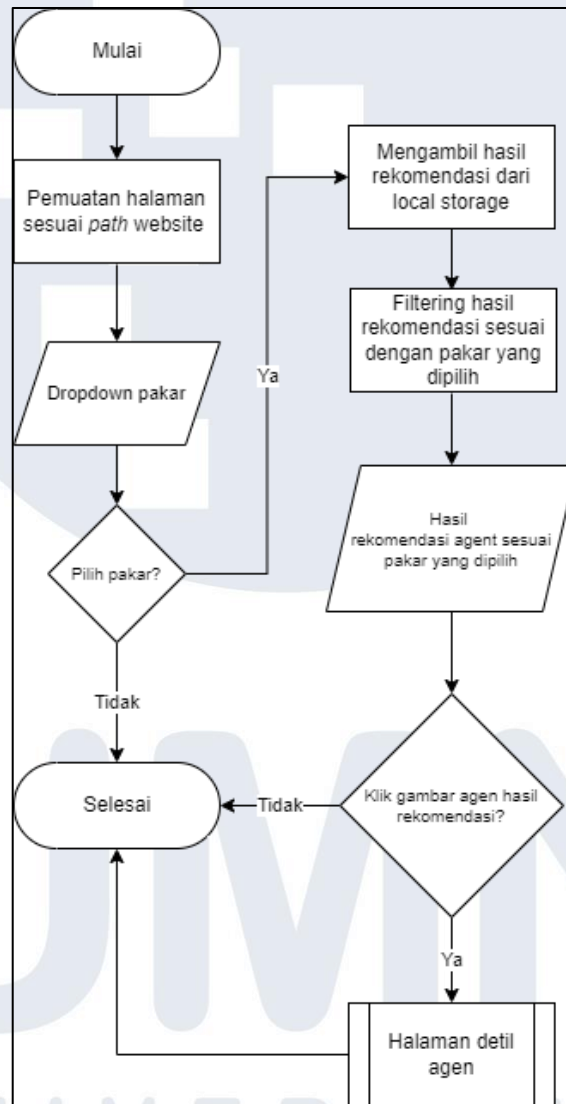 Mulai
Pemuatan halaman
sesuai path website
Dropdown pakar
Pilih pakar?
Ya
Tidak
Selesai
Mengambil hasil
rekomendasi dari
local storage
Filtering hasil
rekomendasi sesuai
dengan pakar yang
dipilih
Hasil
rekomendasi agent sesuai
pakar yang dipilih
Klik gambar agen hasil
rekomendasi?
Tidak
Ya
Halaman detil
agen
UMN